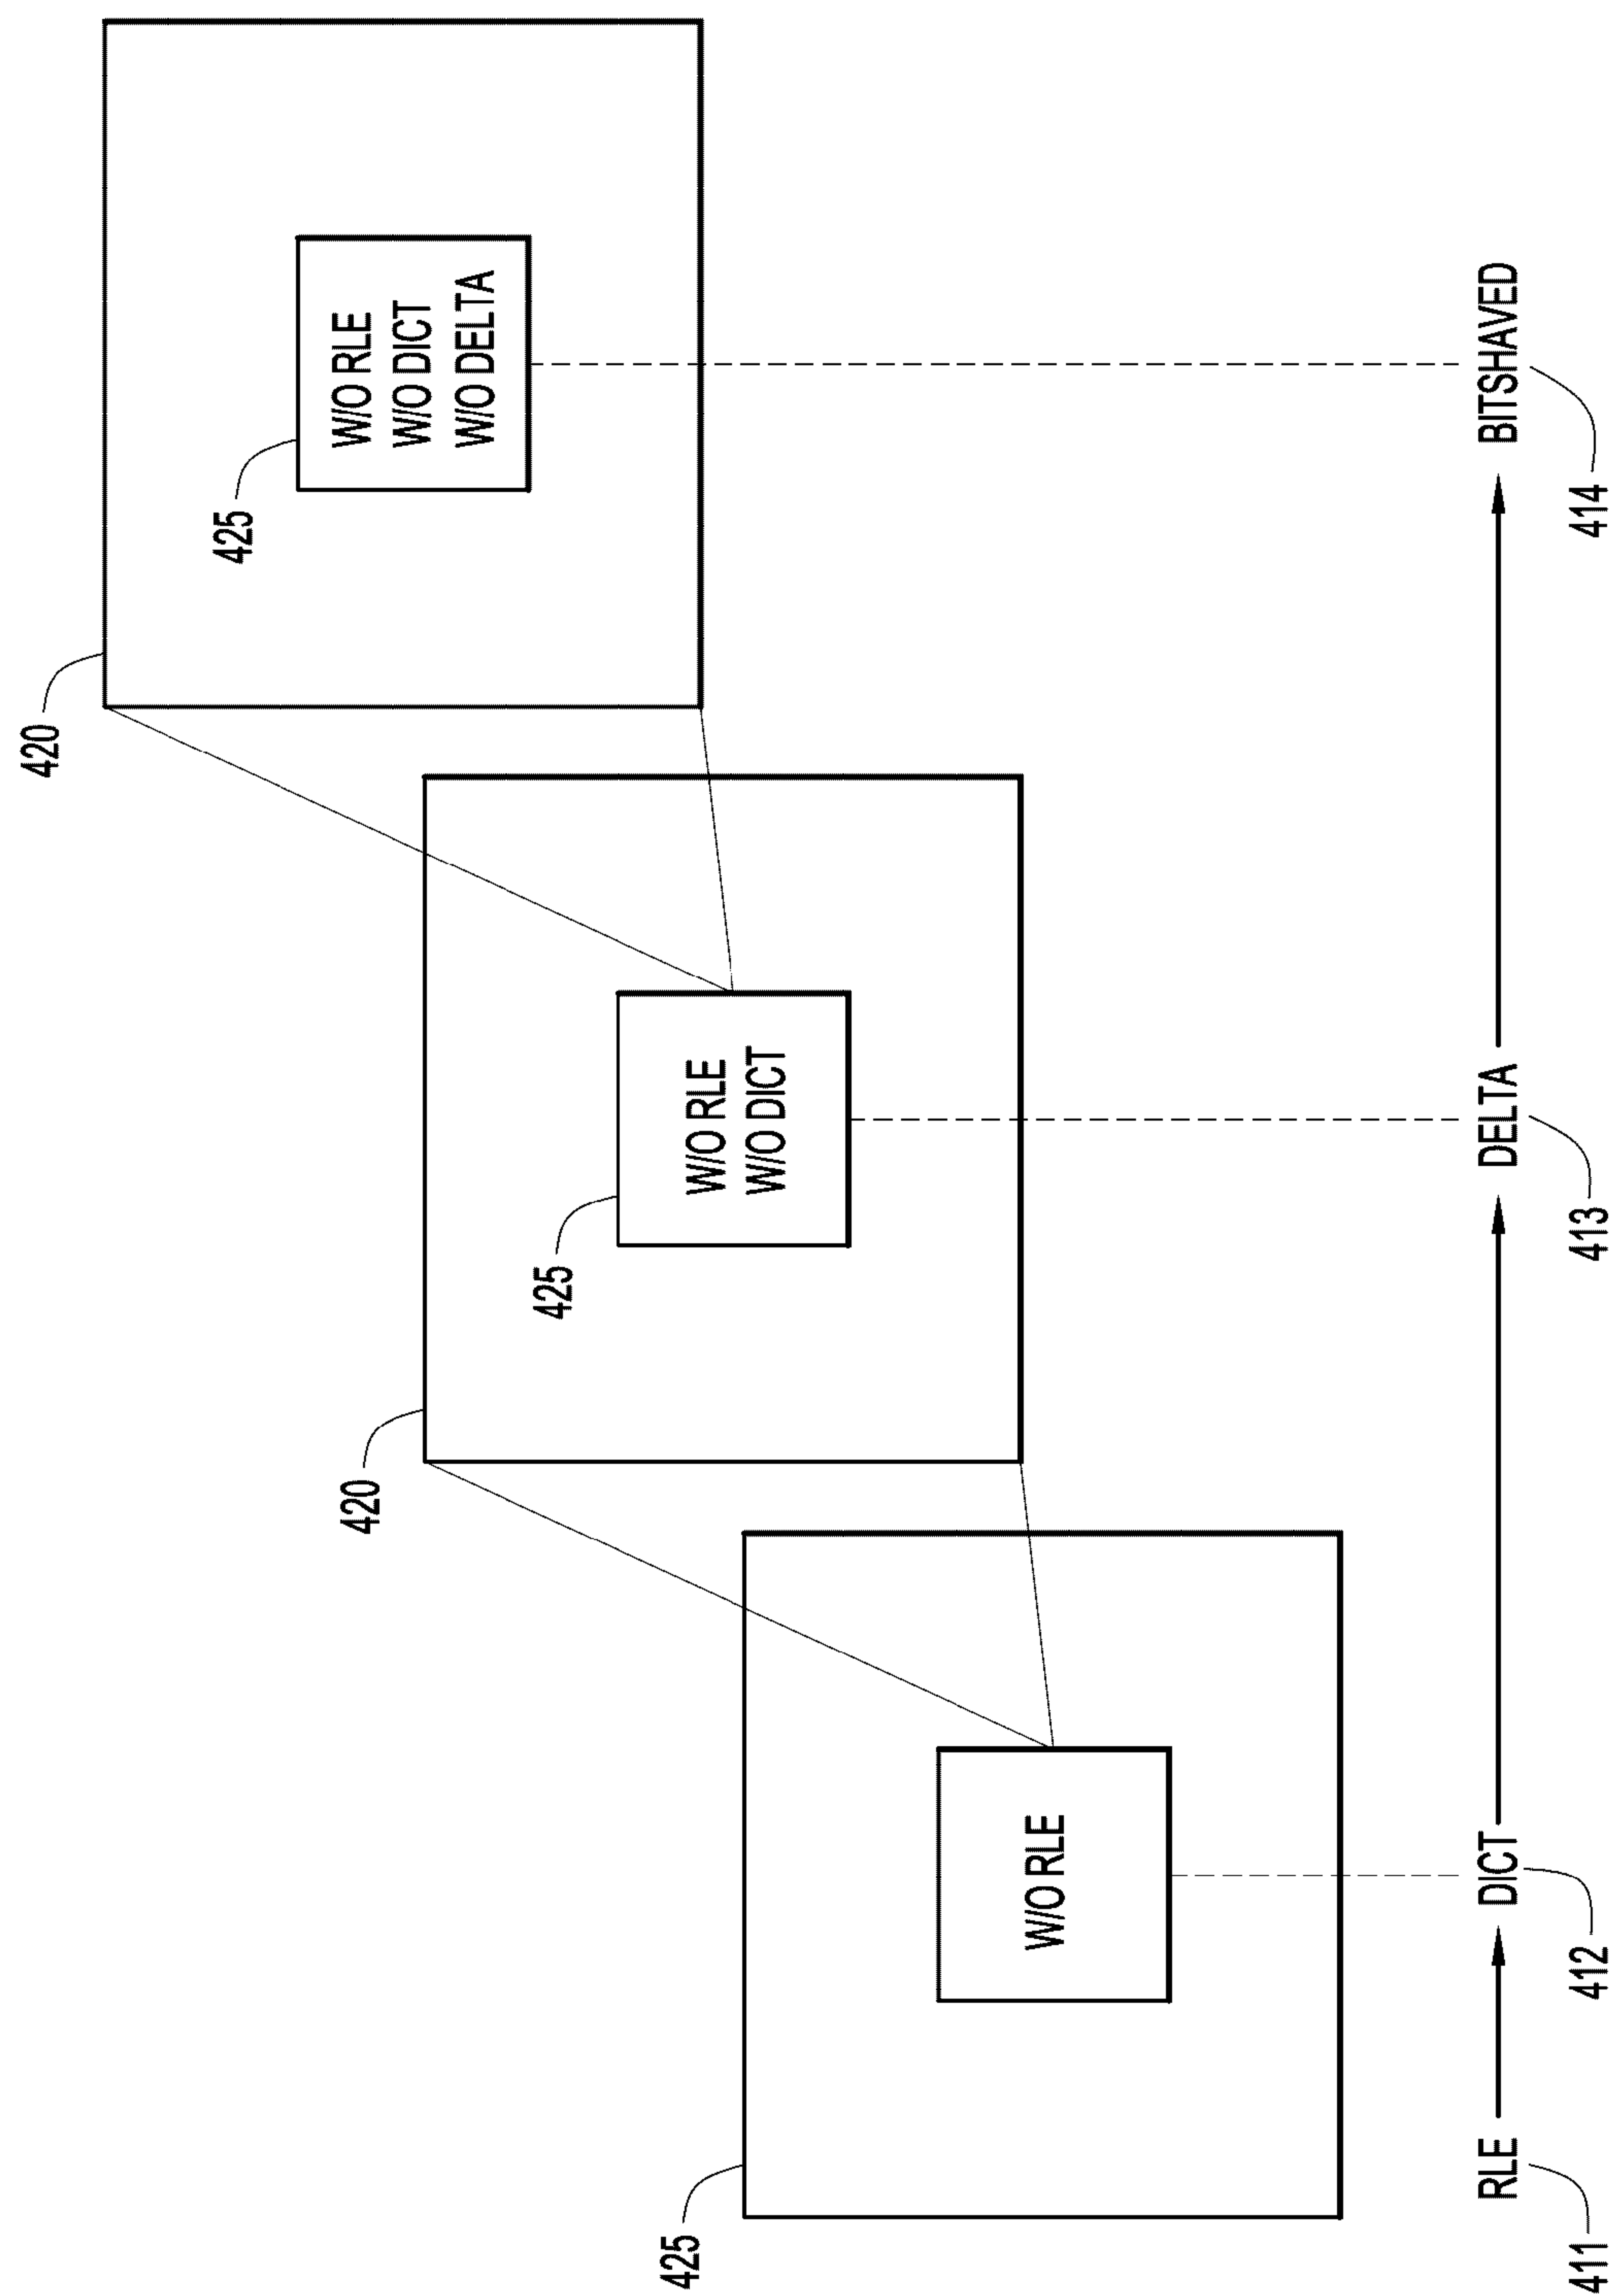 420
425
W/O RLE
W/O DICT
W/O DELTA
420
425
W/O RLE
W/O DICT
425
W/O RLE
RLE
DICT
DELTA
BITSHAVED
411
412
413
414